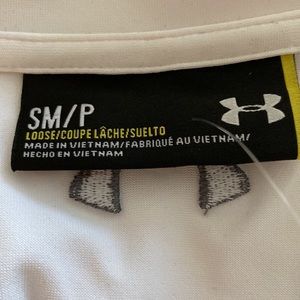 SM/P
LOOSE/COUPE LÂCHE/SUELTO
MADE IN VIETNAM/FABRIQUÉ AU VIETNAM/
HECHO EN VIETNAM